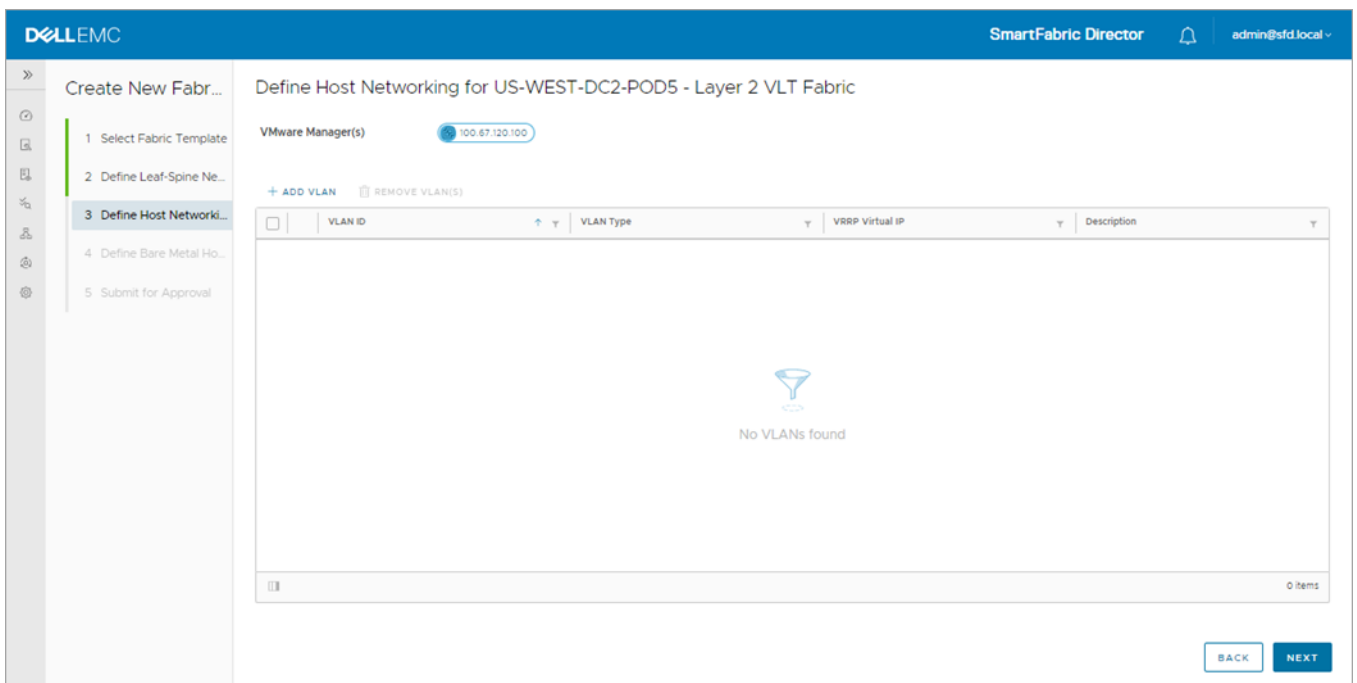 DELLEMC
SmartFabric Director
admin@sfd.local
Create New Fabr...
1 Select Fabric Template
2 Define Leaf-Spine Ne...
3 Define Host Networki...
4 Define Bare Metal Ho...
5 Submit for Approval
Define Host Networking for US-WEST-DC2-POD5 - Layer 2 VLT Fabric
VMware Manager(s) 100.67.120.100
+ ADD VLAN REMOVE VLAN(S)
VLAN ID VLAN Type VRRP Virtual IP Description
No VLANs found
0 items
BACK NEXT